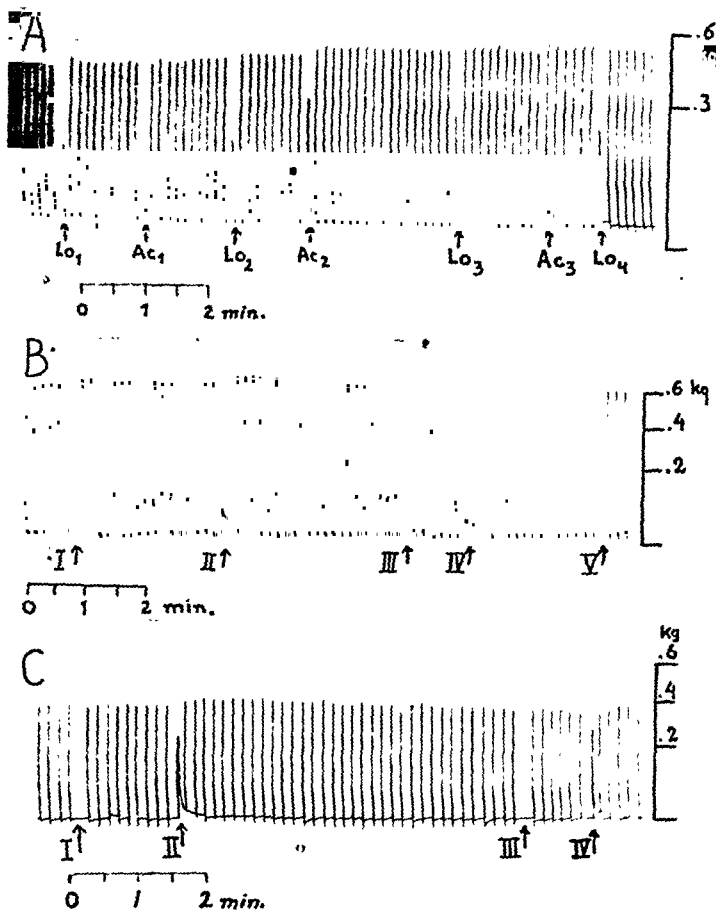 A
.6
.3
Lo1 Ac1 Lo2 Ac2 Lo3 Ac3 Lo4
0 1 2 min.
B
.6 kg
.4
.2
I II III IV V
0 1 2 min.
C
kg
.6
.4
.2
I II III IV
0 1 2 min.